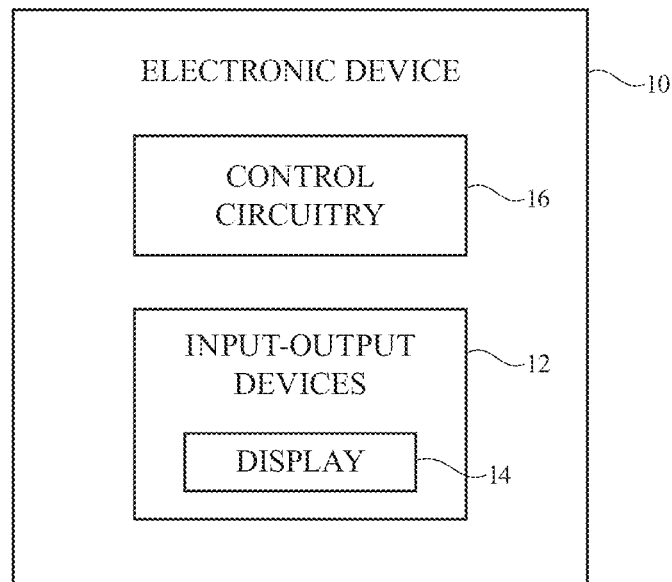 ELECTRONIC DEVICE
10
CONTROL
CIRCUITRY
16
INPUT-OUTPUT
DEVICES
12
DISPLAY
14